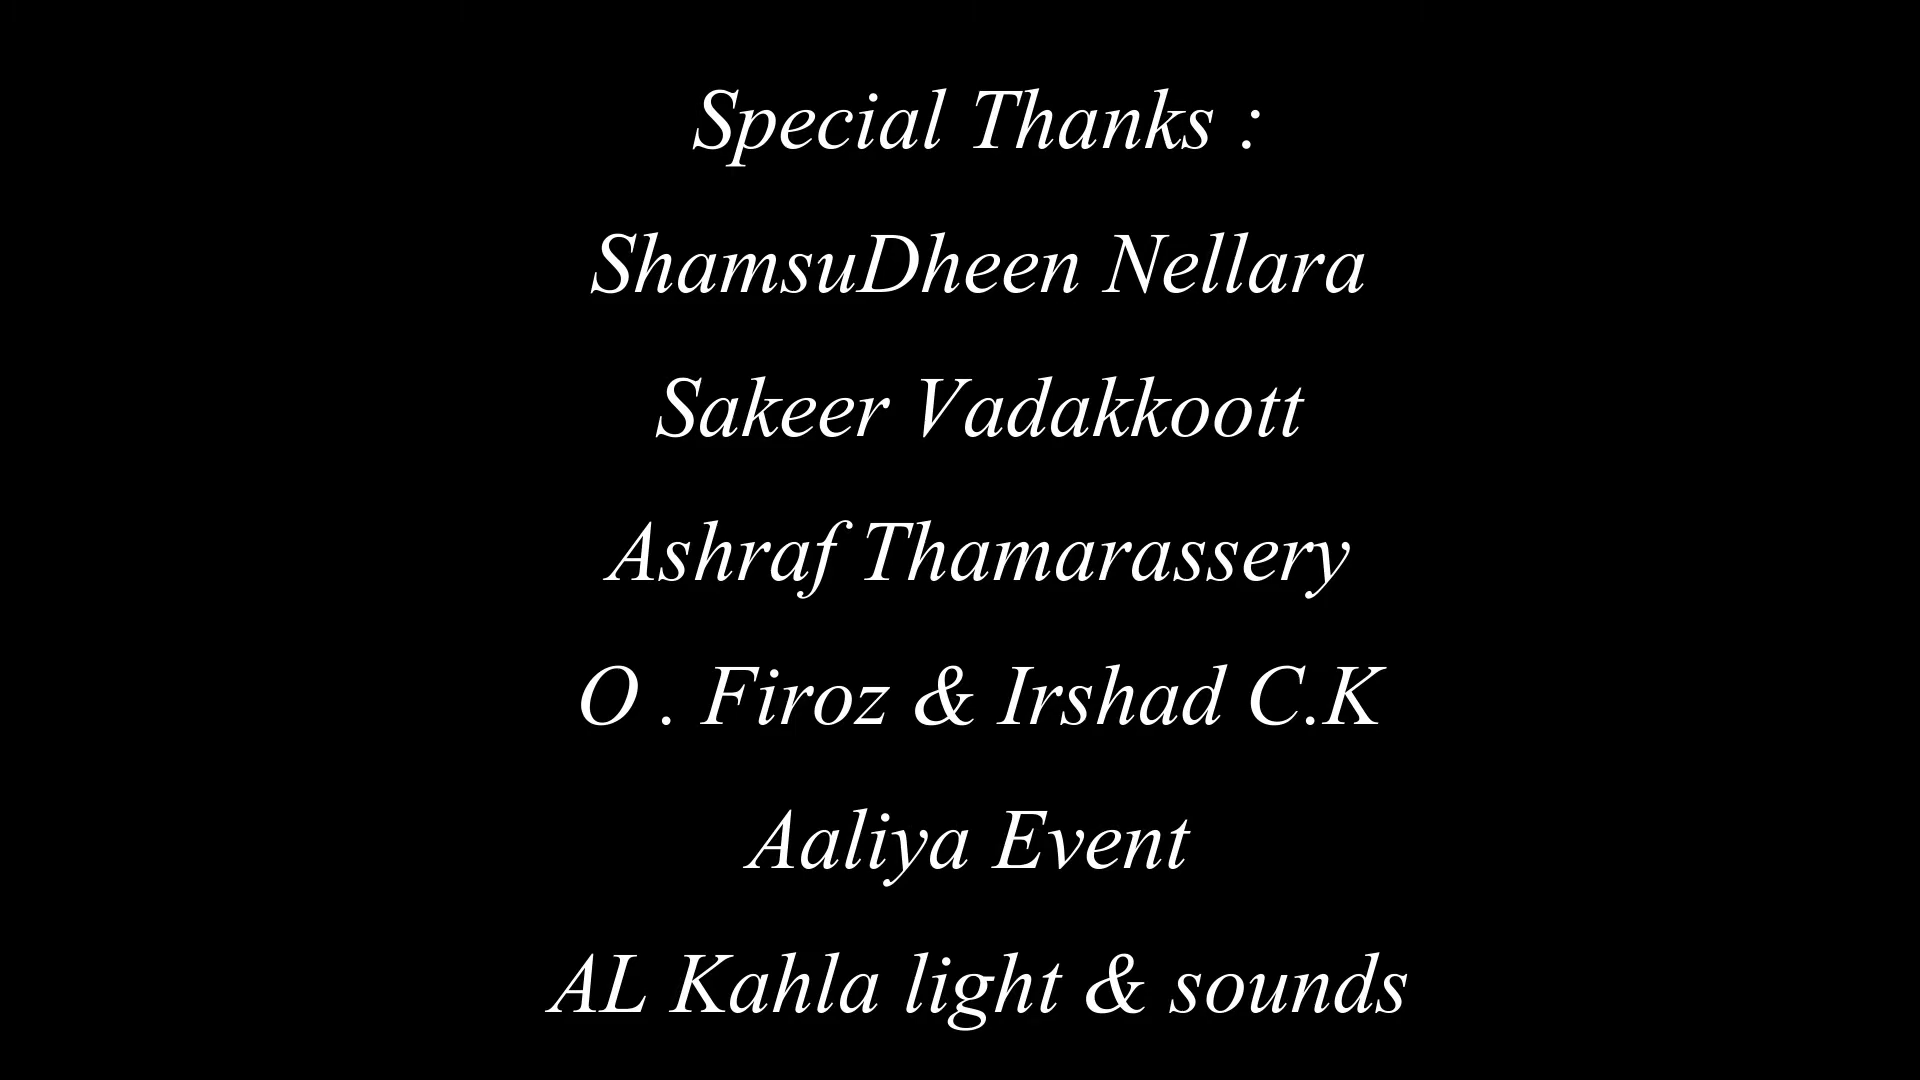 Special Thanks :
ShamsuDheen Nellara
Sakeer Vadakkoott
Ashraf Thamarassery
O . Firoz & Irshad C.K
Aaliya Event
AL Kahla light & sounds